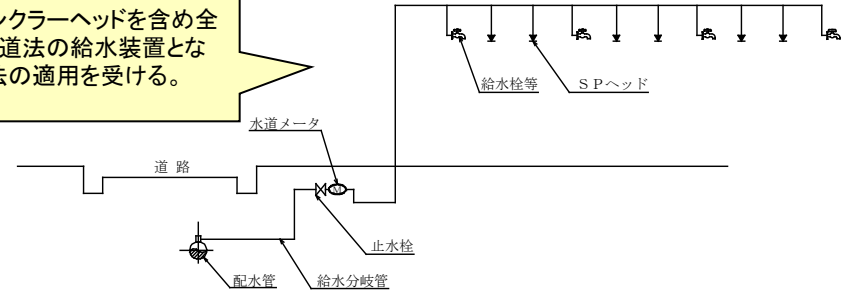 ンクラーヘッドを含め全
道法の給水装置とな
法の適用を受ける。
給水栓等
ＳＰヘッド
水道メータ
道 路
M
止水栓
配水管
給水分岐管